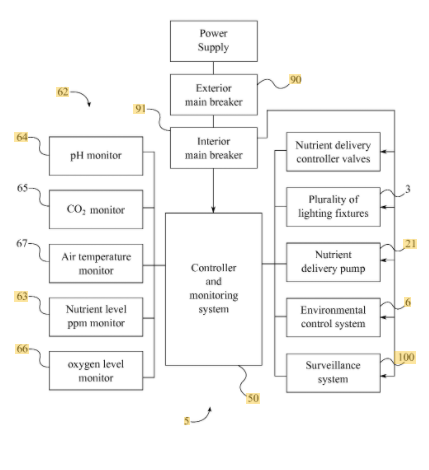 Power
Supply
62
Exterior
main breaker
90
91
Interior
main breaker
64
pH monitor
Nutrient delivery
controller valves
65
CO₂ monitor
Plurality of
lighting fixtures
3
67
Air temperature
monitor
Controller
and
monitoring
system
Nutrient
delivery pump
21
63
Nutrient level
ppm monitor
Environmental
control system
6
66
oxygen level
monitor
Surveillance
system
100
50
5